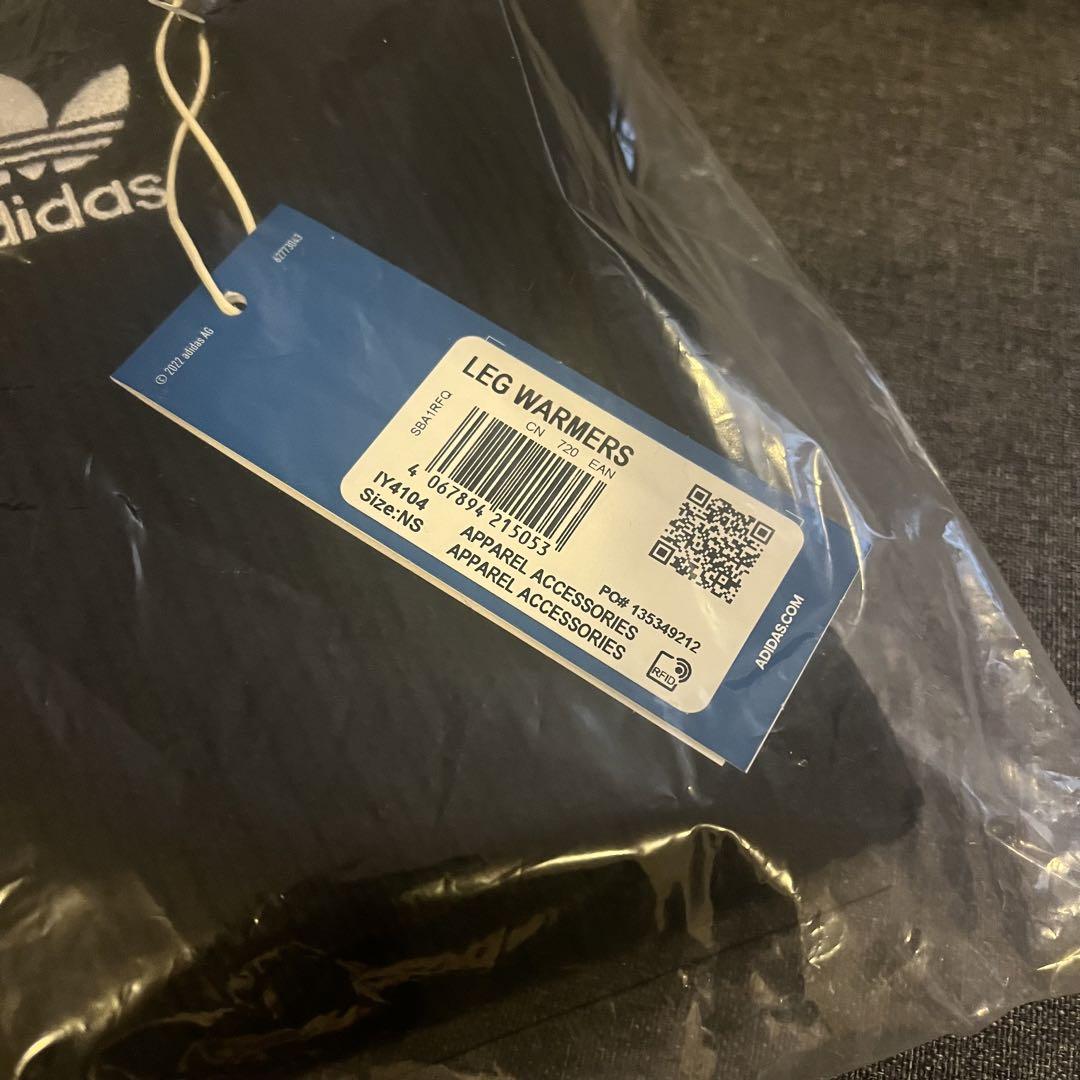 adidas
62773043
© 2022 adidas AG
LEG WARMERS
CN 720 EAN
SBA1RFQ
4 067894 215053
IY4104
Size:NS
PO# 135349212
APPAREL ACCESSORIES
APPAREL ACCESSORIES
RFID
ADIDAS.COM